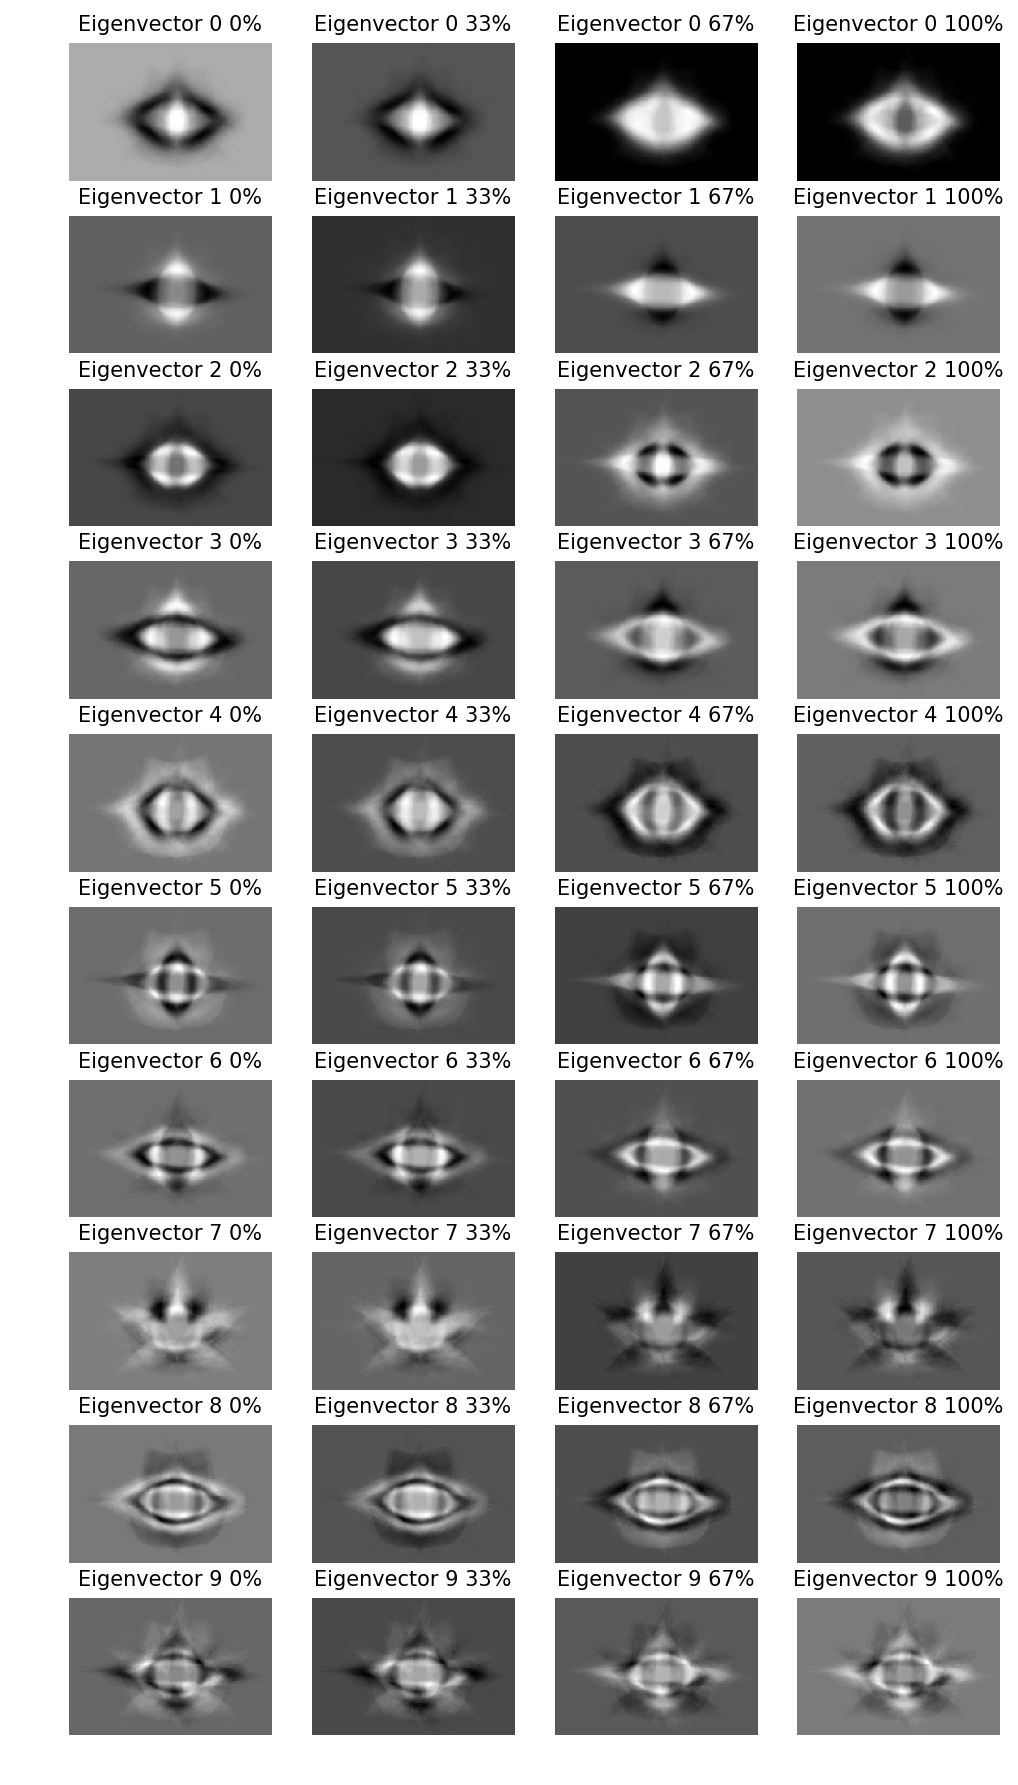 Eigenvector 0 0% Eigenvector 0 33% Eigenvector 0 67% Eigenvector 0 100%
Eigenvector 1 0% Eigenvector 1 33% Eigenvector 1 67% Eigenvector 1 100%
Eigenvector 2 0% Eigenvector 2 33% Eigenvector 2 67% Eigenvector 2 100%
Eigenvector 3 0% Eigenvector 3 33% Eigenvector 3 67% Eigenvector 3 100%
Eigenvector 4 0% Eigenvector 4 33% Eigenvector 4 67% Eigenvector 4 100%
Eigenvector 5 0% Eigenvector 5 33% Eigenvector 5 67% Eigenvector 5 100%
Eigenvector 6 0% Eigenvector 6 33% Eigenvector 6 67% Eigenvector 6 100%
Eigenvector 7 0% Eigenvector 7 33% Eigenvector 7 67% Eigenvector 7 100%
Eigenvector 8 0% Eigenvector 8 33% Eigenvector 8 67% Eigenvector 8 100%
Eigenvector 9 0% Eigenvector 9 33% Eigenvector 9 67% Eigenvector 9 100%